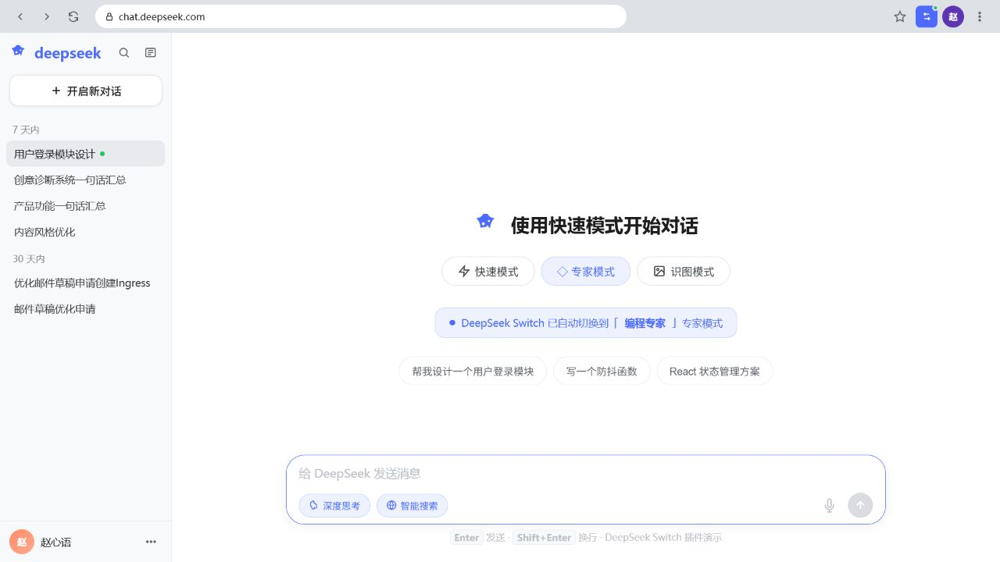 chat.deepseek.com
赵
deepseek
开启新对话
7 天内
用户登录模块设计
创意诊断系统一句话汇总
产品功能一句话汇总
内容风格优化
30 天内
优化邮件草稿申请创建Ingress
邮件草稿优化申请
赵 赵心语
使用快速模式开始对话
快速模式 专家模式 识图模式
DeepSeek Switch 已自动切换到「 编程专家 」专家模式
帮我设计一个用户登录模块 写一个防抖函数 React 状态管理方案
给 DeepSeek 发送消息
深度思考 智能搜索
Enter 发送 · Shift+Enter 换行 · DeepSeek Switch 插件演示